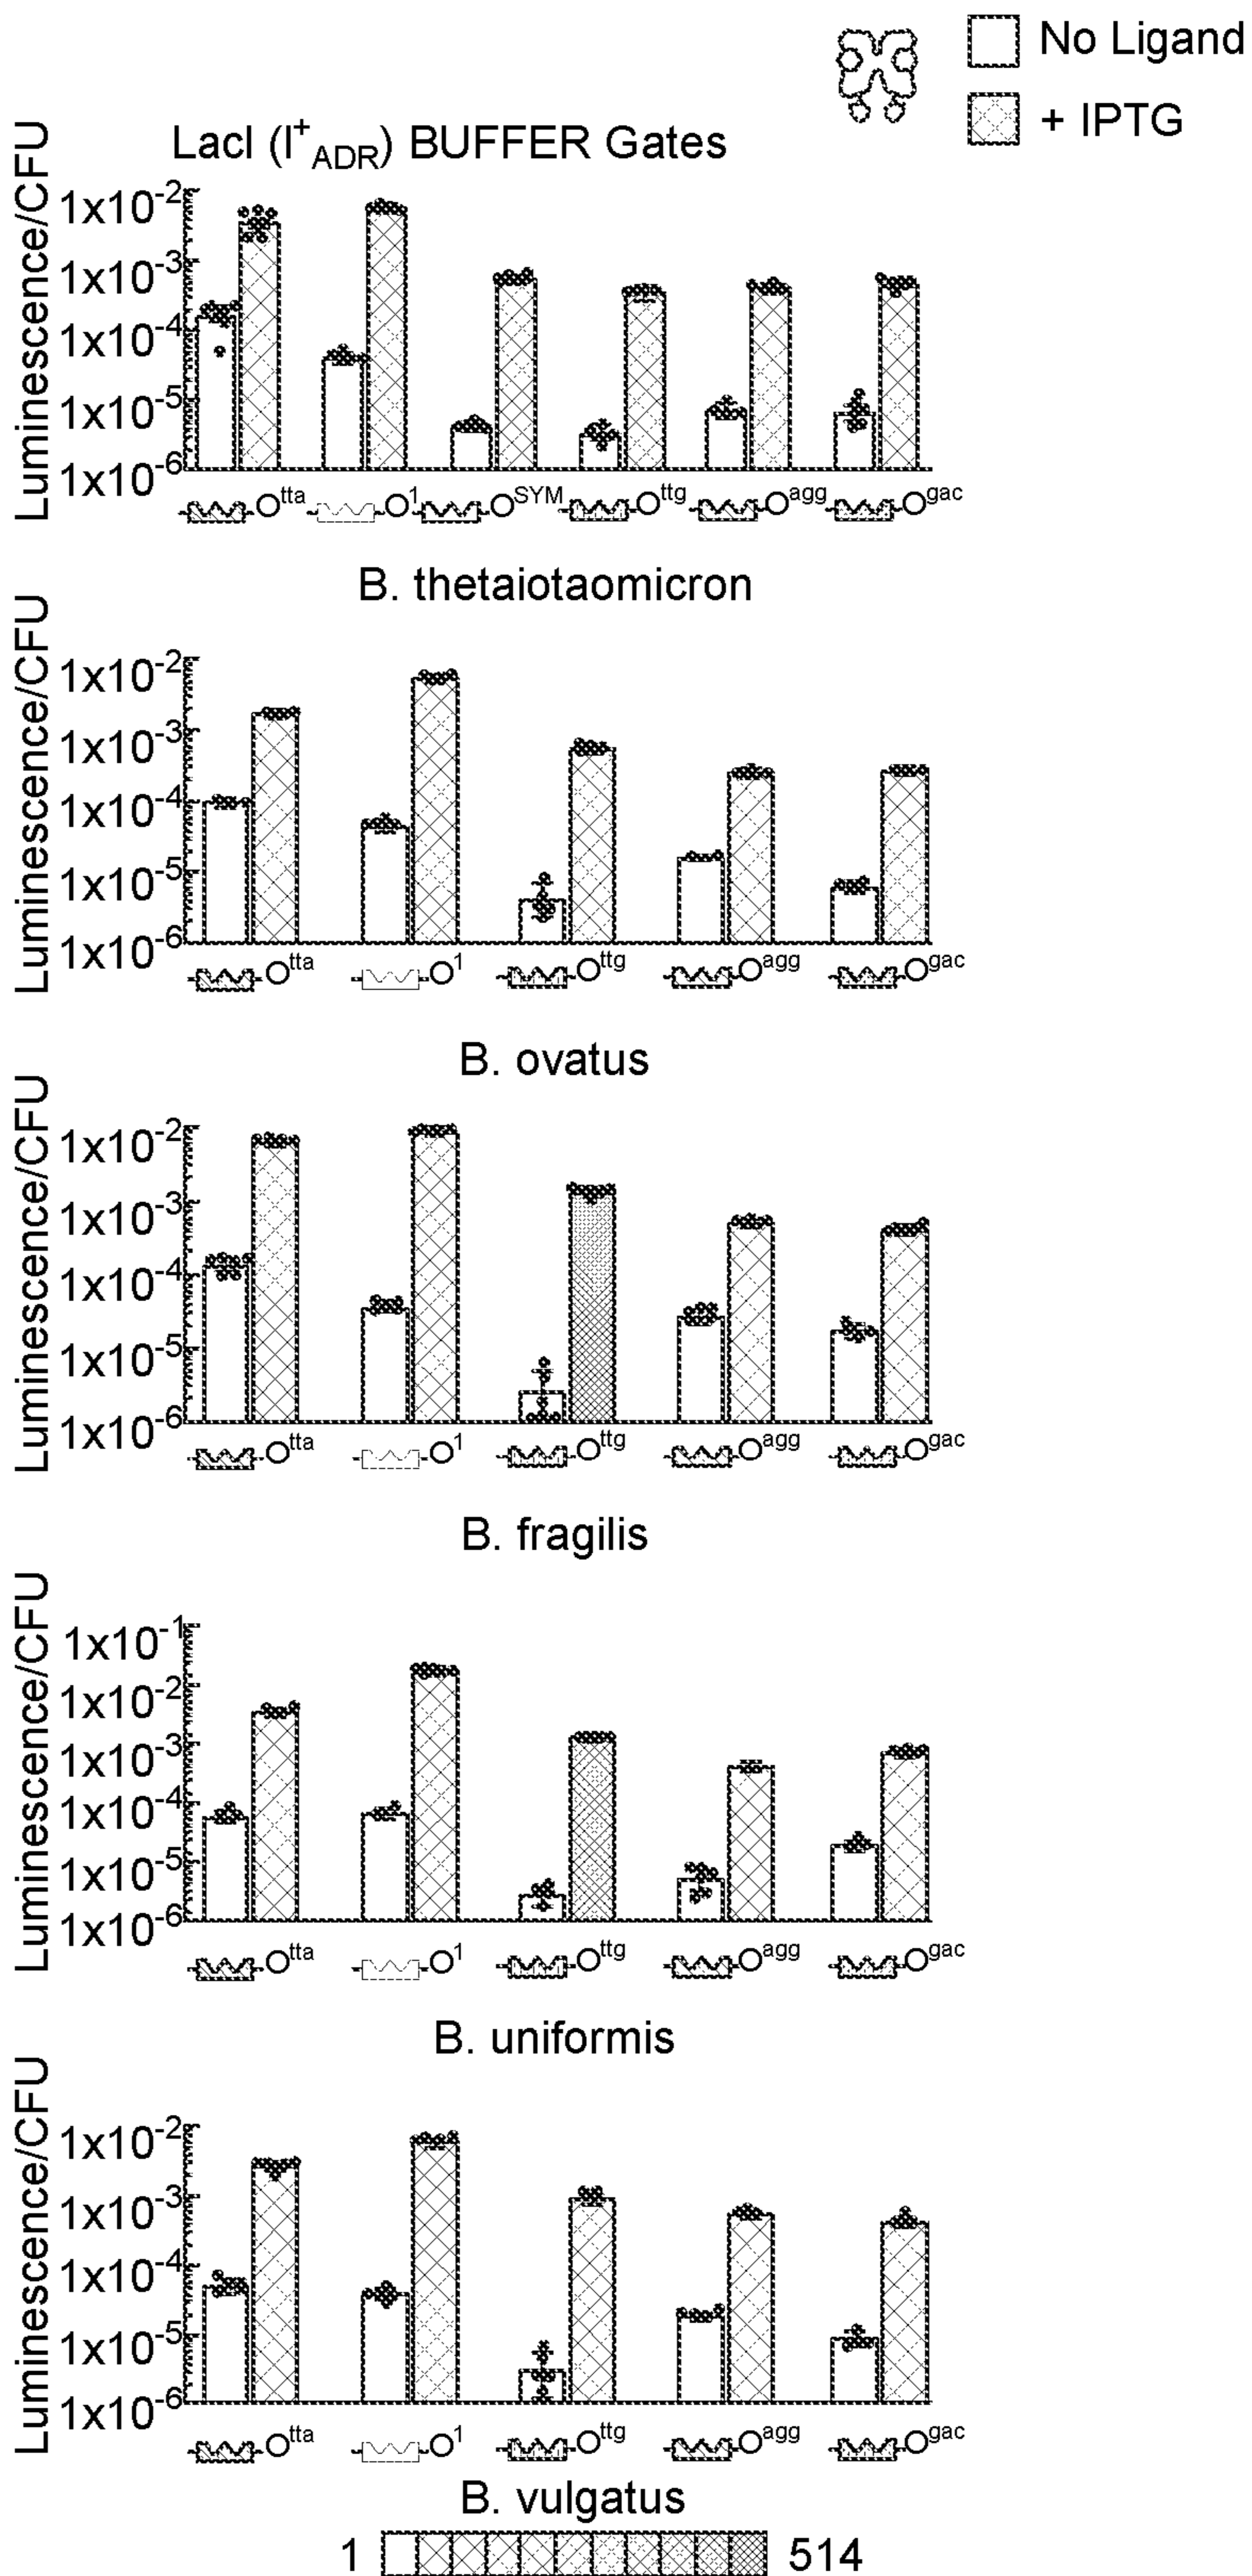 No Ligand
+ IPTG
LacI (I⁺ADR) BUFFER Gates
Luminescence/CFU
1x10⁻²
1x10⁻³
1x10⁻⁴
1x10⁻⁵
1x10⁻⁶
Oᵗᵗᵃ O¹ Oˢʸᴹ Oᵗᵗᵍ Oᵃᵍᵍ Oᵍᵃᶜ
B. thetaiotaomicron
Luminescence/CFU
1x10⁻²
1x10⁻³
1x10⁻⁴
1x10⁻⁵
1x10⁻⁶
Oᵗᵗᵃ O¹ Oᵗᵗᵍ Oᵃᵍᵍ Oᵍᵃᶜ
B. ovatus
Luminescence/CFU
1x10⁻²
1x10⁻³
1x10⁻⁴
1x10⁻⁵
1x10⁻⁶
Oᵗᵗᵃ O¹ Oᵗᵗᵍ Oᵃᵍᵍ Oᵍᵃᶜ
B. fragilis
Luminescence/CFU
1x10⁻¹
1x10⁻²
1x10⁻³
1x10⁻⁴
1x10⁻⁵
1x10⁻⁶
Oᵗᵗᵃ O¹ Oᵗᵗᵍ Oᵃᵍᵍ Oᵍᵃᶜ
B. uniformis
Luminescence/CFU
1x10⁻²
1x10⁻³
1x10⁻⁴
1x10⁻⁵
1x10⁻⁶
Oᵗᵗᵃ O¹ Oᵗᵗᵍ Oᵃᵍᵍ Oᵍᵃᶜ
B. vulgatus
1 514